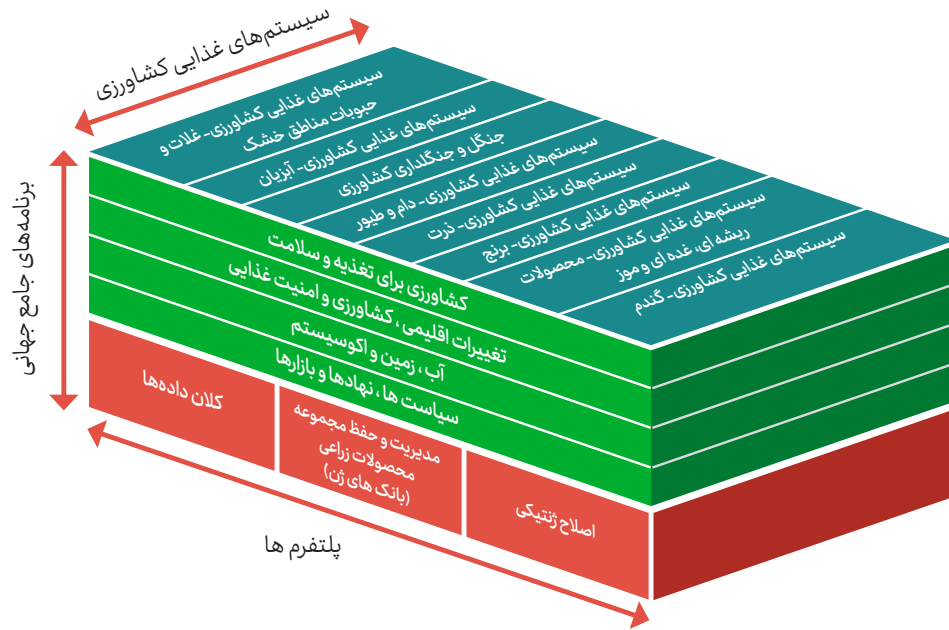 سیستم‌های غذایی کشاورزی
سیستم‌های غذایی کشاورزی- غلات و
حبوبات مناطق خشک
سیستم‌های غذایی کشاورزی- آبزیان
جنگل و جنگلداری کشاورزی
سیستم‌های غذایی کشاورزی- دام و طیور
سیستم‌های غذایی کشاورزی- ذرت
سیستم‌های غذایی کشاورزی- برنج
سیستم‌های غذایی کشاورزی- محصولات
ریشه ای، غده ای و موز
سیستم‌های غذایی کشاورزی- گندم
برنامه‌های جامع جهانی
کشاورزی برای تغذیه و سلامت
تغییرات اقلیمی ، کشاورزی و امنیت غذایی
آب ، زمین و اکوسیستم
سیاست ها ، نهادها و بازارها
کلان داده‌ها
مدیریت و حفظ مجموعه
محصولات زراعی
(بانک های ژن)
اصلاح ژنتیکی
پلتفرم ها